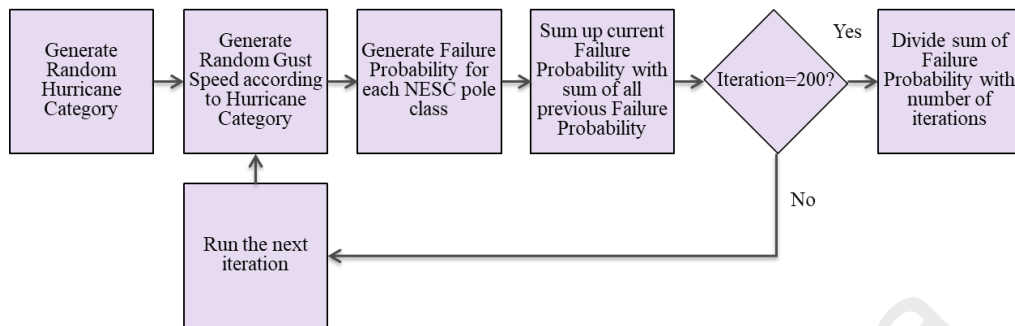 Generate
Random
Hurricane
Category
Generate
Random Gust
Speed according
to Hurricane
Category
Generate Failure
Probability for
each NESC pole
class
Sum up current
Failure
Probability with
sum of all
previous Failure
Probability
Iteration=200?
Yes
Divide sum of
Failure
Probability with
number of
iterations
No
Run the next
iteration